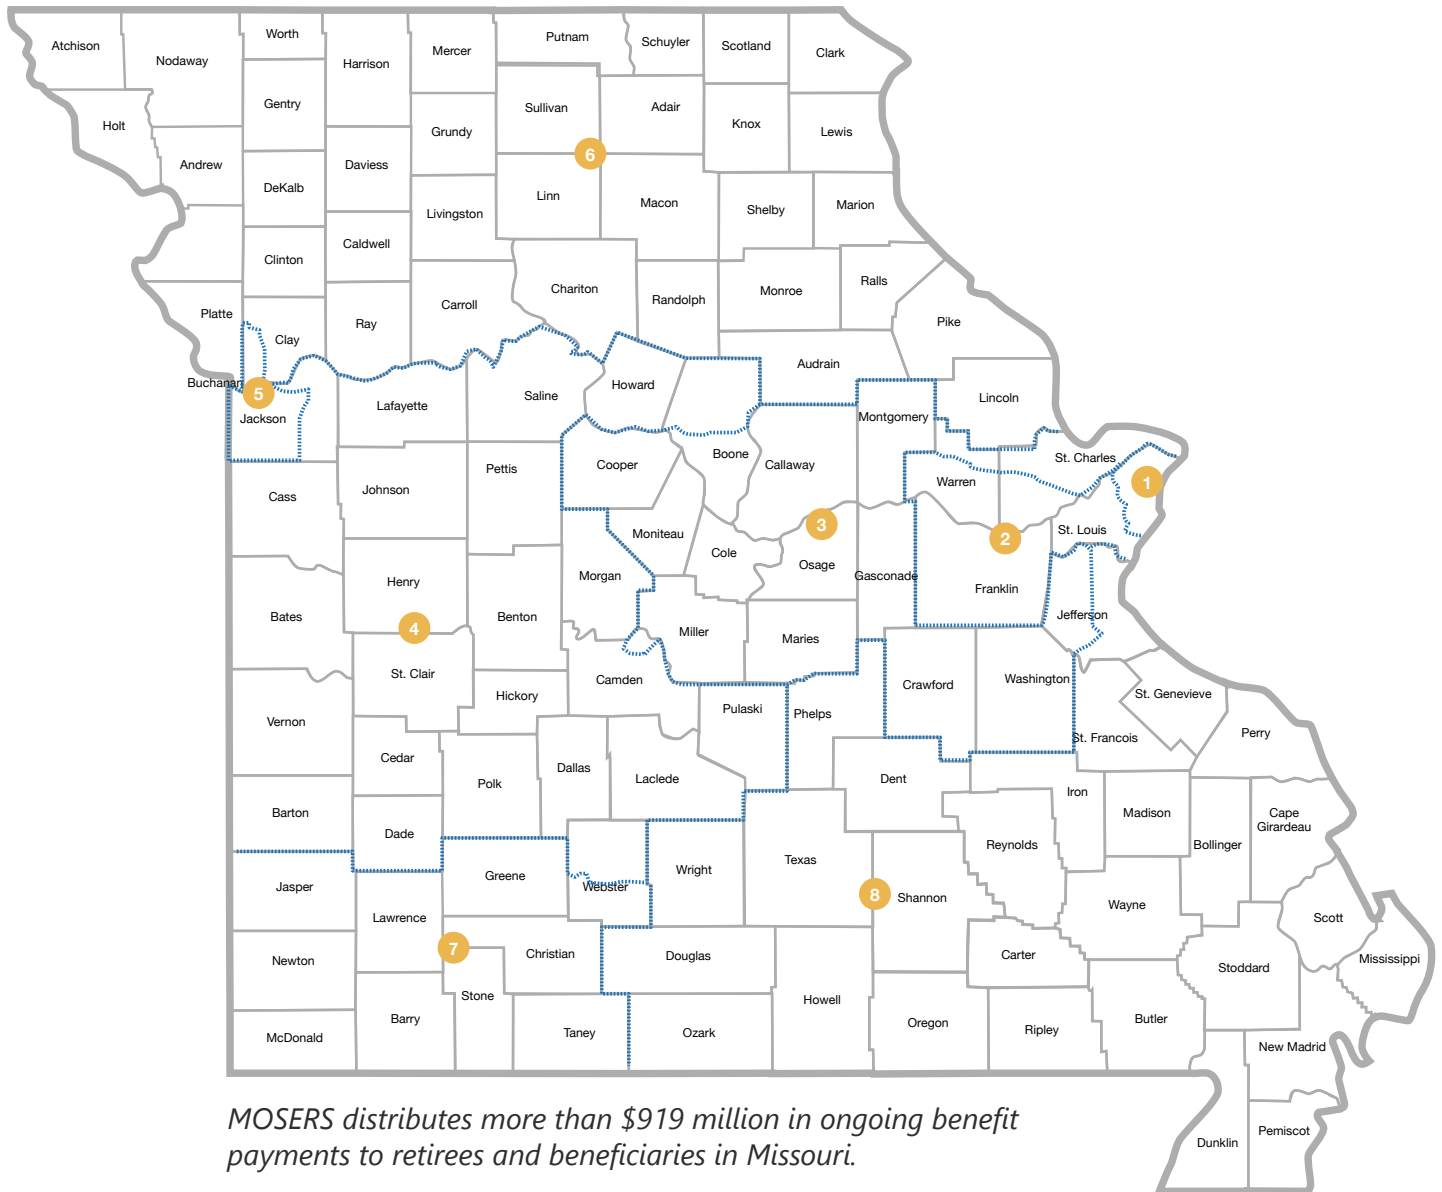 Atchison
Nodaway
Worth
Harrison
Mercer
Putnam
Schuyler
Scotland
Clark
Holt
Andrew
Gentry
DeKalb
Daviess
Grundy
Sullivan
Adair
Knox
Lewis
6
Linn
Macon
Shelby
Marion
Livingston
Caldwell
Clinton
Carroll
Chariton
Randolph
Monroe
Ralls
Pike
Platte
Clay
Ray
Buchanan
5
Jackson
Lafayette
Saline
Howard
Audrain
Montgomery
Lincoln
Cass
Johnson
Pettis
Cooper
Boone
Callaway
Warren
St. Charles
1
Moniteau
Cole
3
Osage
Gasconade
2
St. Louis
Franklin
Jefferson
Bates
Henry
4
Benton
Morgan
Miller
Maries
St. Clair
Hickory
Camden
Pulaski
Phelps
Crawford
Washington
St. Genevieve
St. Francois
Perry
Vernon
Cedar
Polk
Dallas
Laclede
Dent
Iron
Reynolds
Madison
Bollinger
Cape
Girardeau
Barton
Dade
Greene
Webster
Wright
Texas
8
Shannon
Wayne
Scott
Mississippi
Jasper
Lawrence
7
Christian
Douglas
Carter
Stoddard
Newton
Stone
Howell
McDonald
Barry
Taney
Ozark
Oregon
Ripley
Butler
New Madrid
Dunklin
Pemiscot
MOSERS distributes more than $919 million in ongoing benefit
payments to retirees and beneficiaries in Missouri.